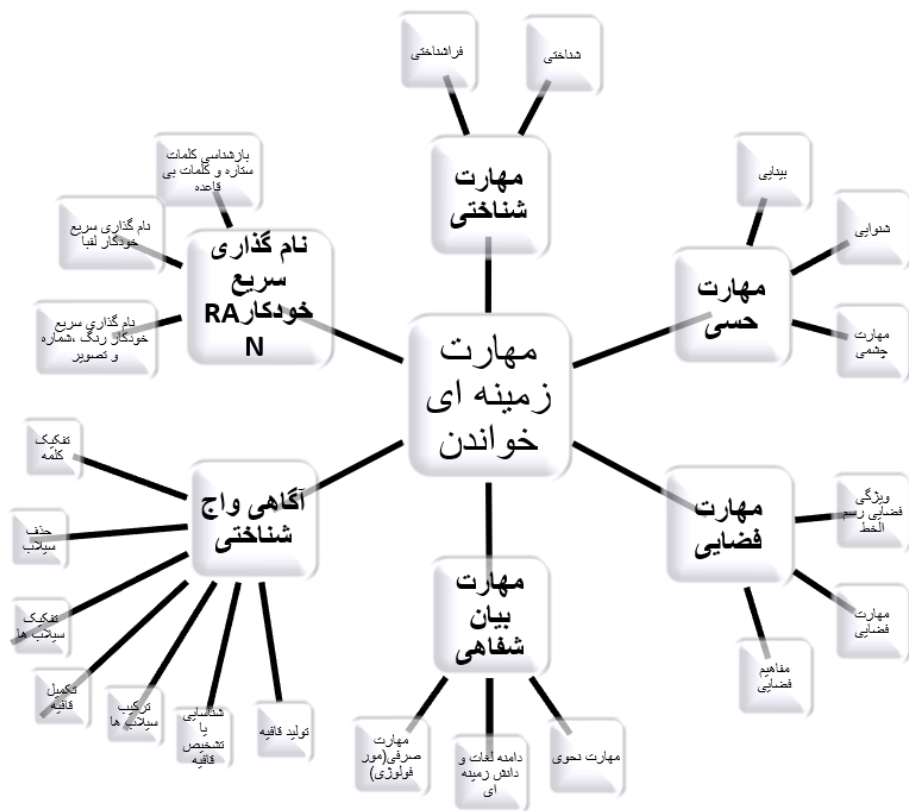 فراشناختی
شناختی
مهارت
شناختی
بینایی
شنوایی
مهارت
چشمی
مهارت
حسی
بازشناسی کلمات
ستاره و کلمات بی
قاعده
نام گذاری سریع
خودکار لفبا
نام گذاری سریع
خودکار رنگ ،شماره
و تصویر
نام گذاری
سریع
خودکارRA
N
مهارت
زمینه ای
خواندن
ویژگی
فضایی رسم
الخط
مهارت
فضایی
مفاهیم
فضایی
مهارت
فضایی
مهارت
بیان
شفاهی
مهارت نحوی
دامنه لغات و
دانش زمینه
ای
مهارت
صرفی(مور
فولوژی)
آگاهی واج
شناختی
تفکیک
کلمه
حذف
سیلاب
تفکیک
سیلاب ها
تکمیل
قافیه
ترکیب
سیلاب ها
شناسایی
یا
تشخیص
قافیه
تولید قافیه